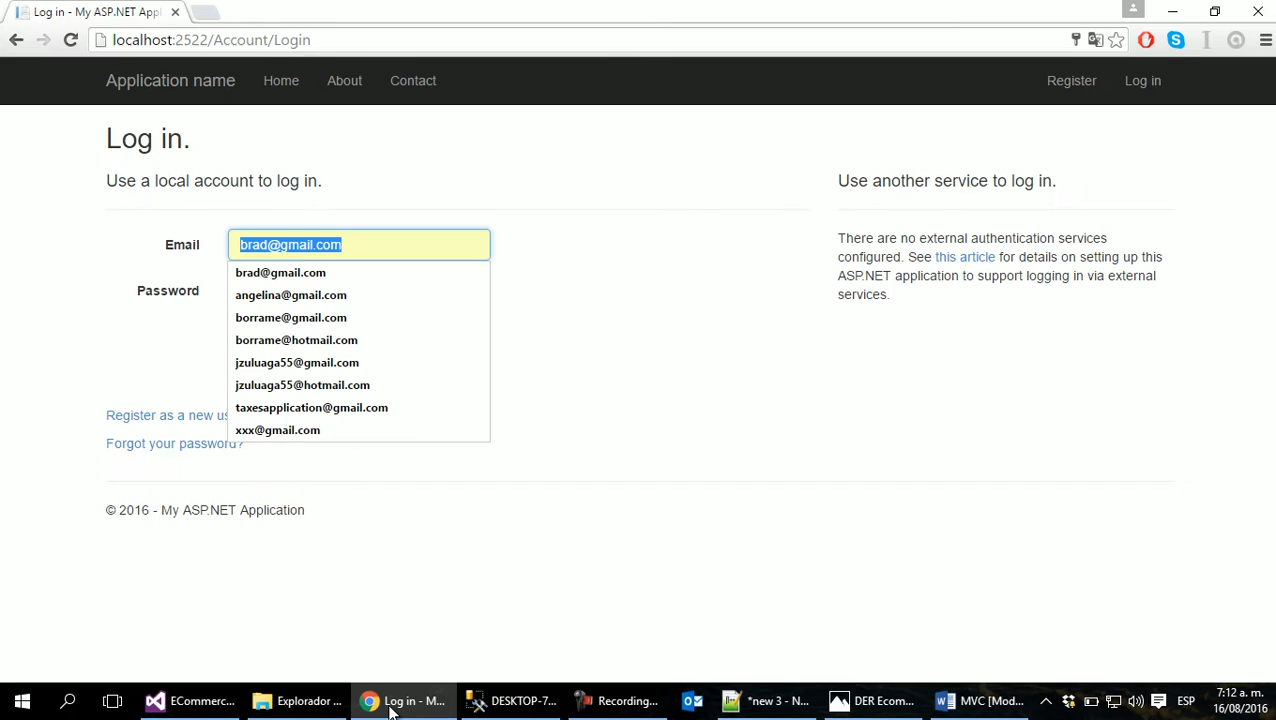 Log in - My ASP.NET Appl
localhost:2522/Account/Login
Application name Home About Contact Register Log in
Log in.
Use a local account to log in.
Use another service to log in.
Email
brad@gmail.com
brad@gmail.com
angelina@gmail.com
borrame@gmail.com
borrame@hotmail.com
jzuluaga55@gmail.com
jzuluaga55@hotmail.com
taxesapplication@gmail.com
xxx@gmail.com
Password
There are no external authentication services
configured. See this article for details on setting up this
ASP.NET application to support logging in via external
services.
Register as a new us
Forgot your password?
© 2016 - My ASP.NET Application
ECommerc... Explorador ... Log in - M... DESKTOP-7... Recording... *new 3 - N... DER Ecom... MVC [Mod... ESP
7:12 a. m.
16/08/2016